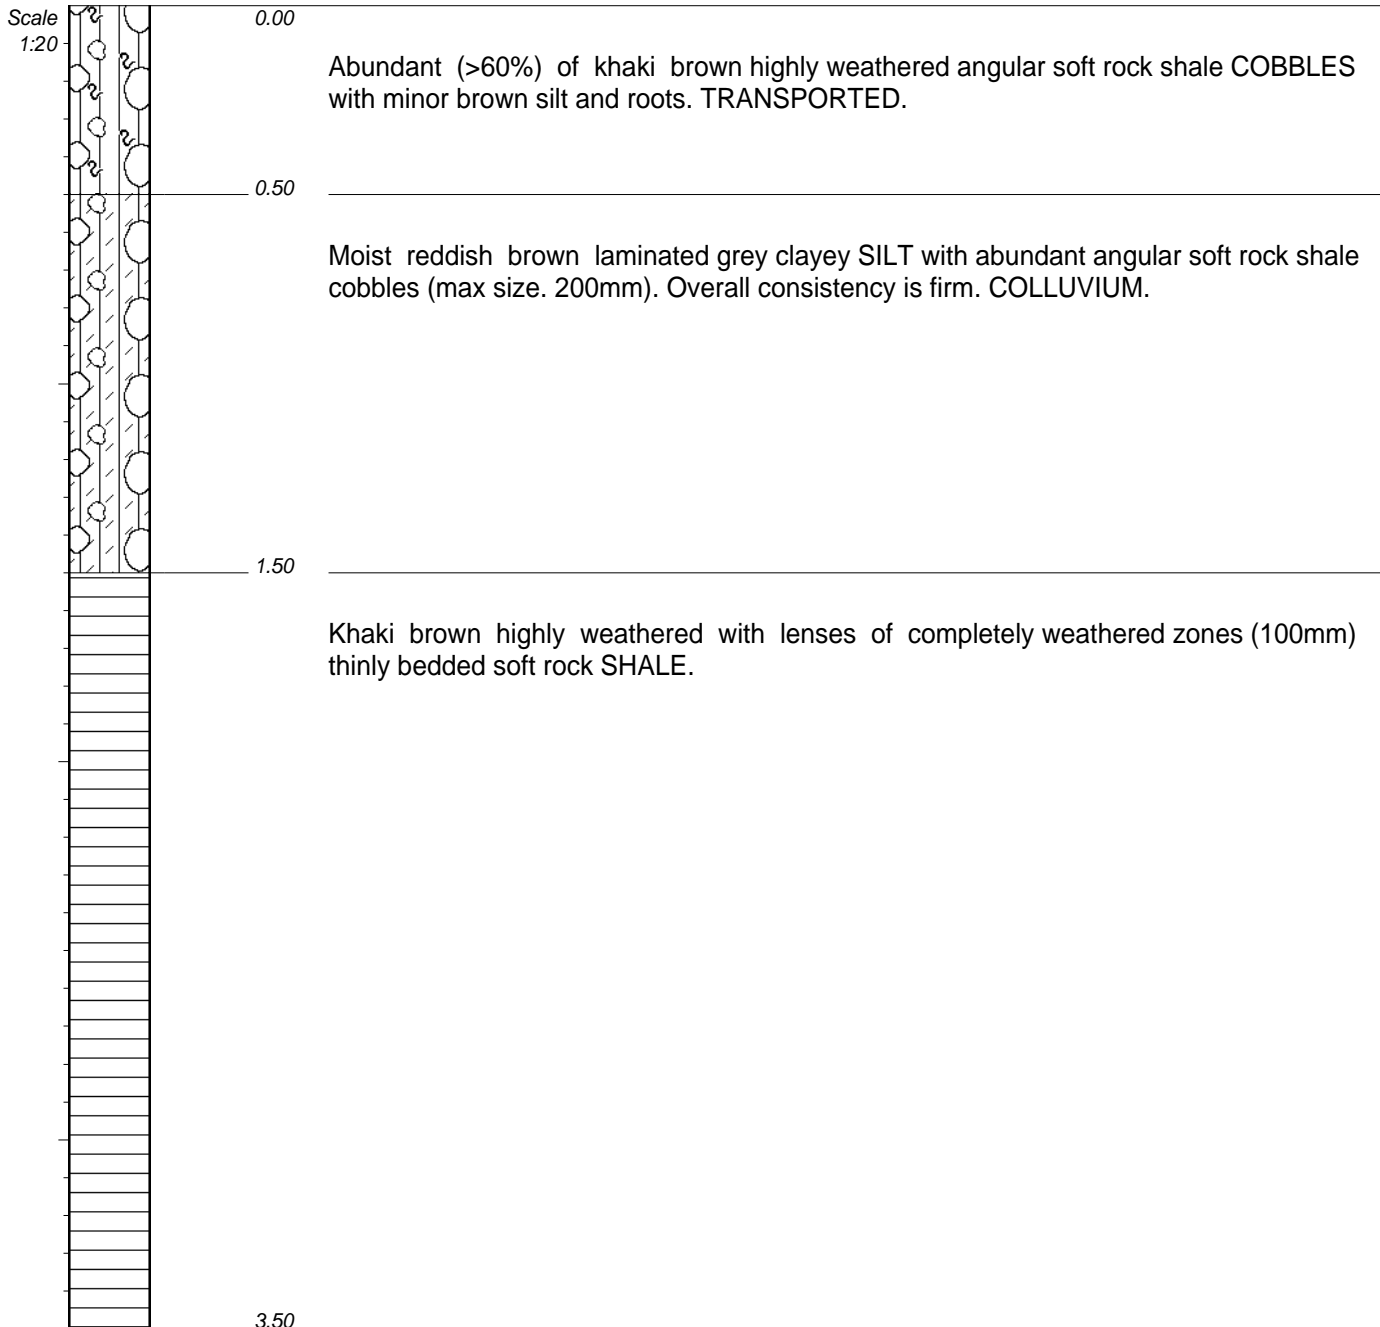 Scale
1:20
0.00
Abundant (>60%) of khaki brown highly weathered angular soft rock shale COBBLES
with minor brown silt and roots. TRANSPORTED.
0.50
Moist reddish brown laminated grey clayey SILT with abundant angular soft rock shale
cobbles (max size. 200mm). Overall consistency is firm. COLLUVIUM.
1.50
Khaki brown highly weathered with lenses of completely weathered zones (100mm)
thinly bedded soft rock SHALE.
3.50